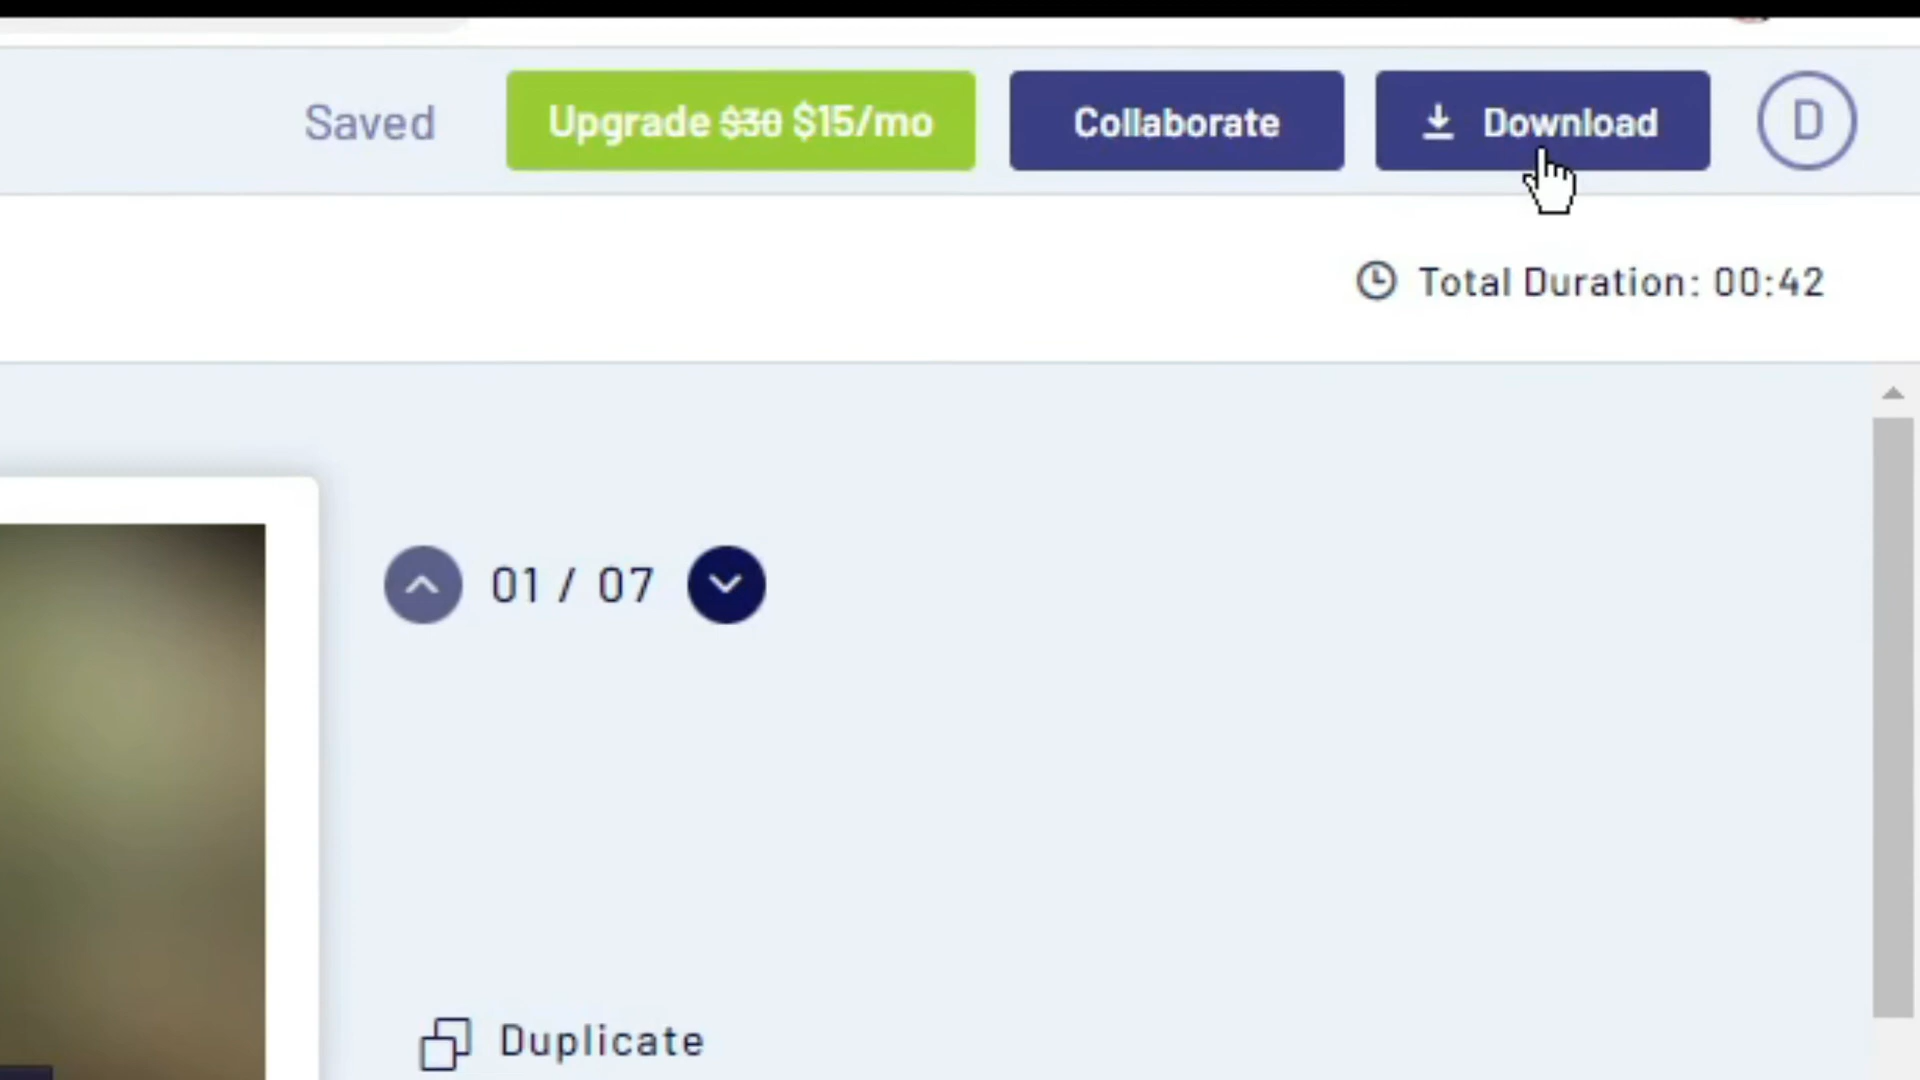 Saved
Upgrade $30 $15/mo
Collaborate
Download
D
Total Duration: 00:42
01 / 07
Duplicate